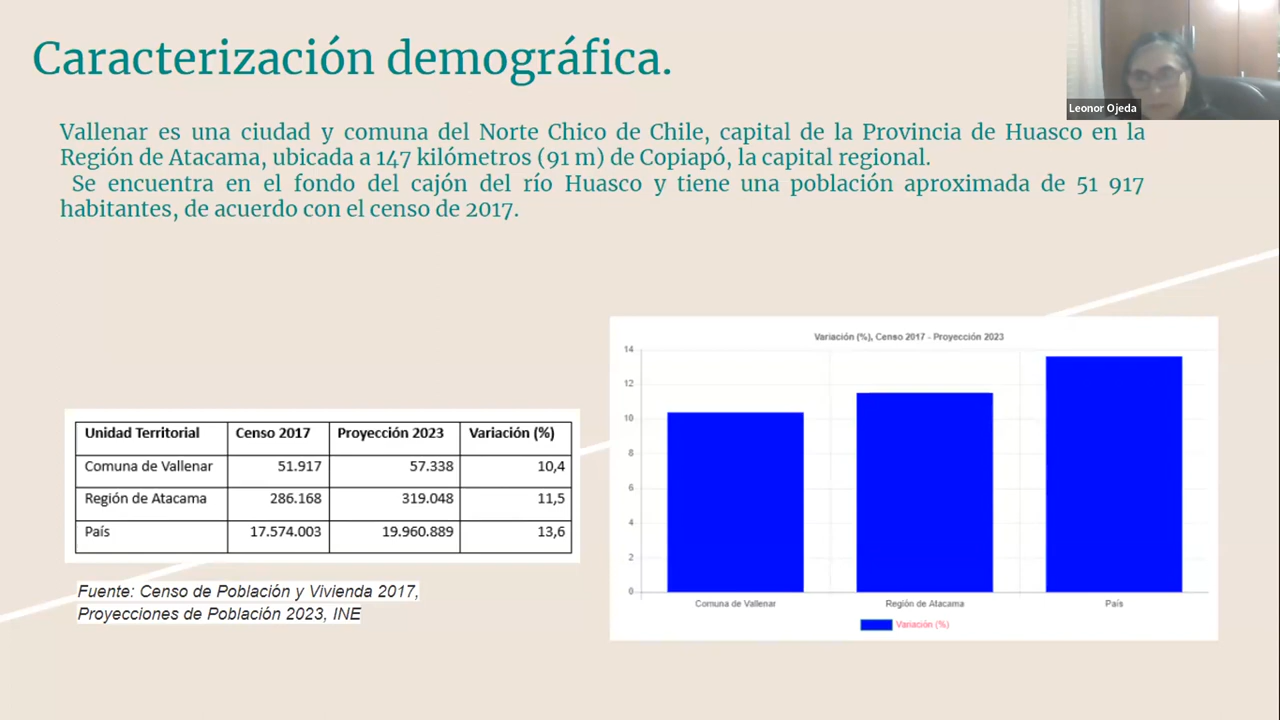 Caracterización demográfica.
Leonor Ojeda
Vallenar es una ciudad y comuna del Norte Chico de Chile, capital de la Provincia de Huasco en la
Región de Atacama, ubicada a 147 kilómetros (91 m) de Copiapó, la capital regional.
Se encuentra en el fondo del cajón del río Huasco y tiene una población aproximada de 51 917
habitantes, de acuerdo con el censo de 2017.
Unidad Territorial Censo 2017 Proyección 2023 Variación (%)
Comuna de Vallenar 51.917 57.338 10,4
Región de Atacama 286.168 319.048 11,5
País 17.574.003 19.960.889 13,6
Fuente: Censo de Población y Vivienda 2017,
Proyecciones de Población 2023, INE
Variación (%), Censo 2017 - Proyección 2023
14
12
10
8
6
4
2
0
Comuna de Vallenar Región de Atacama País
Variación (%)